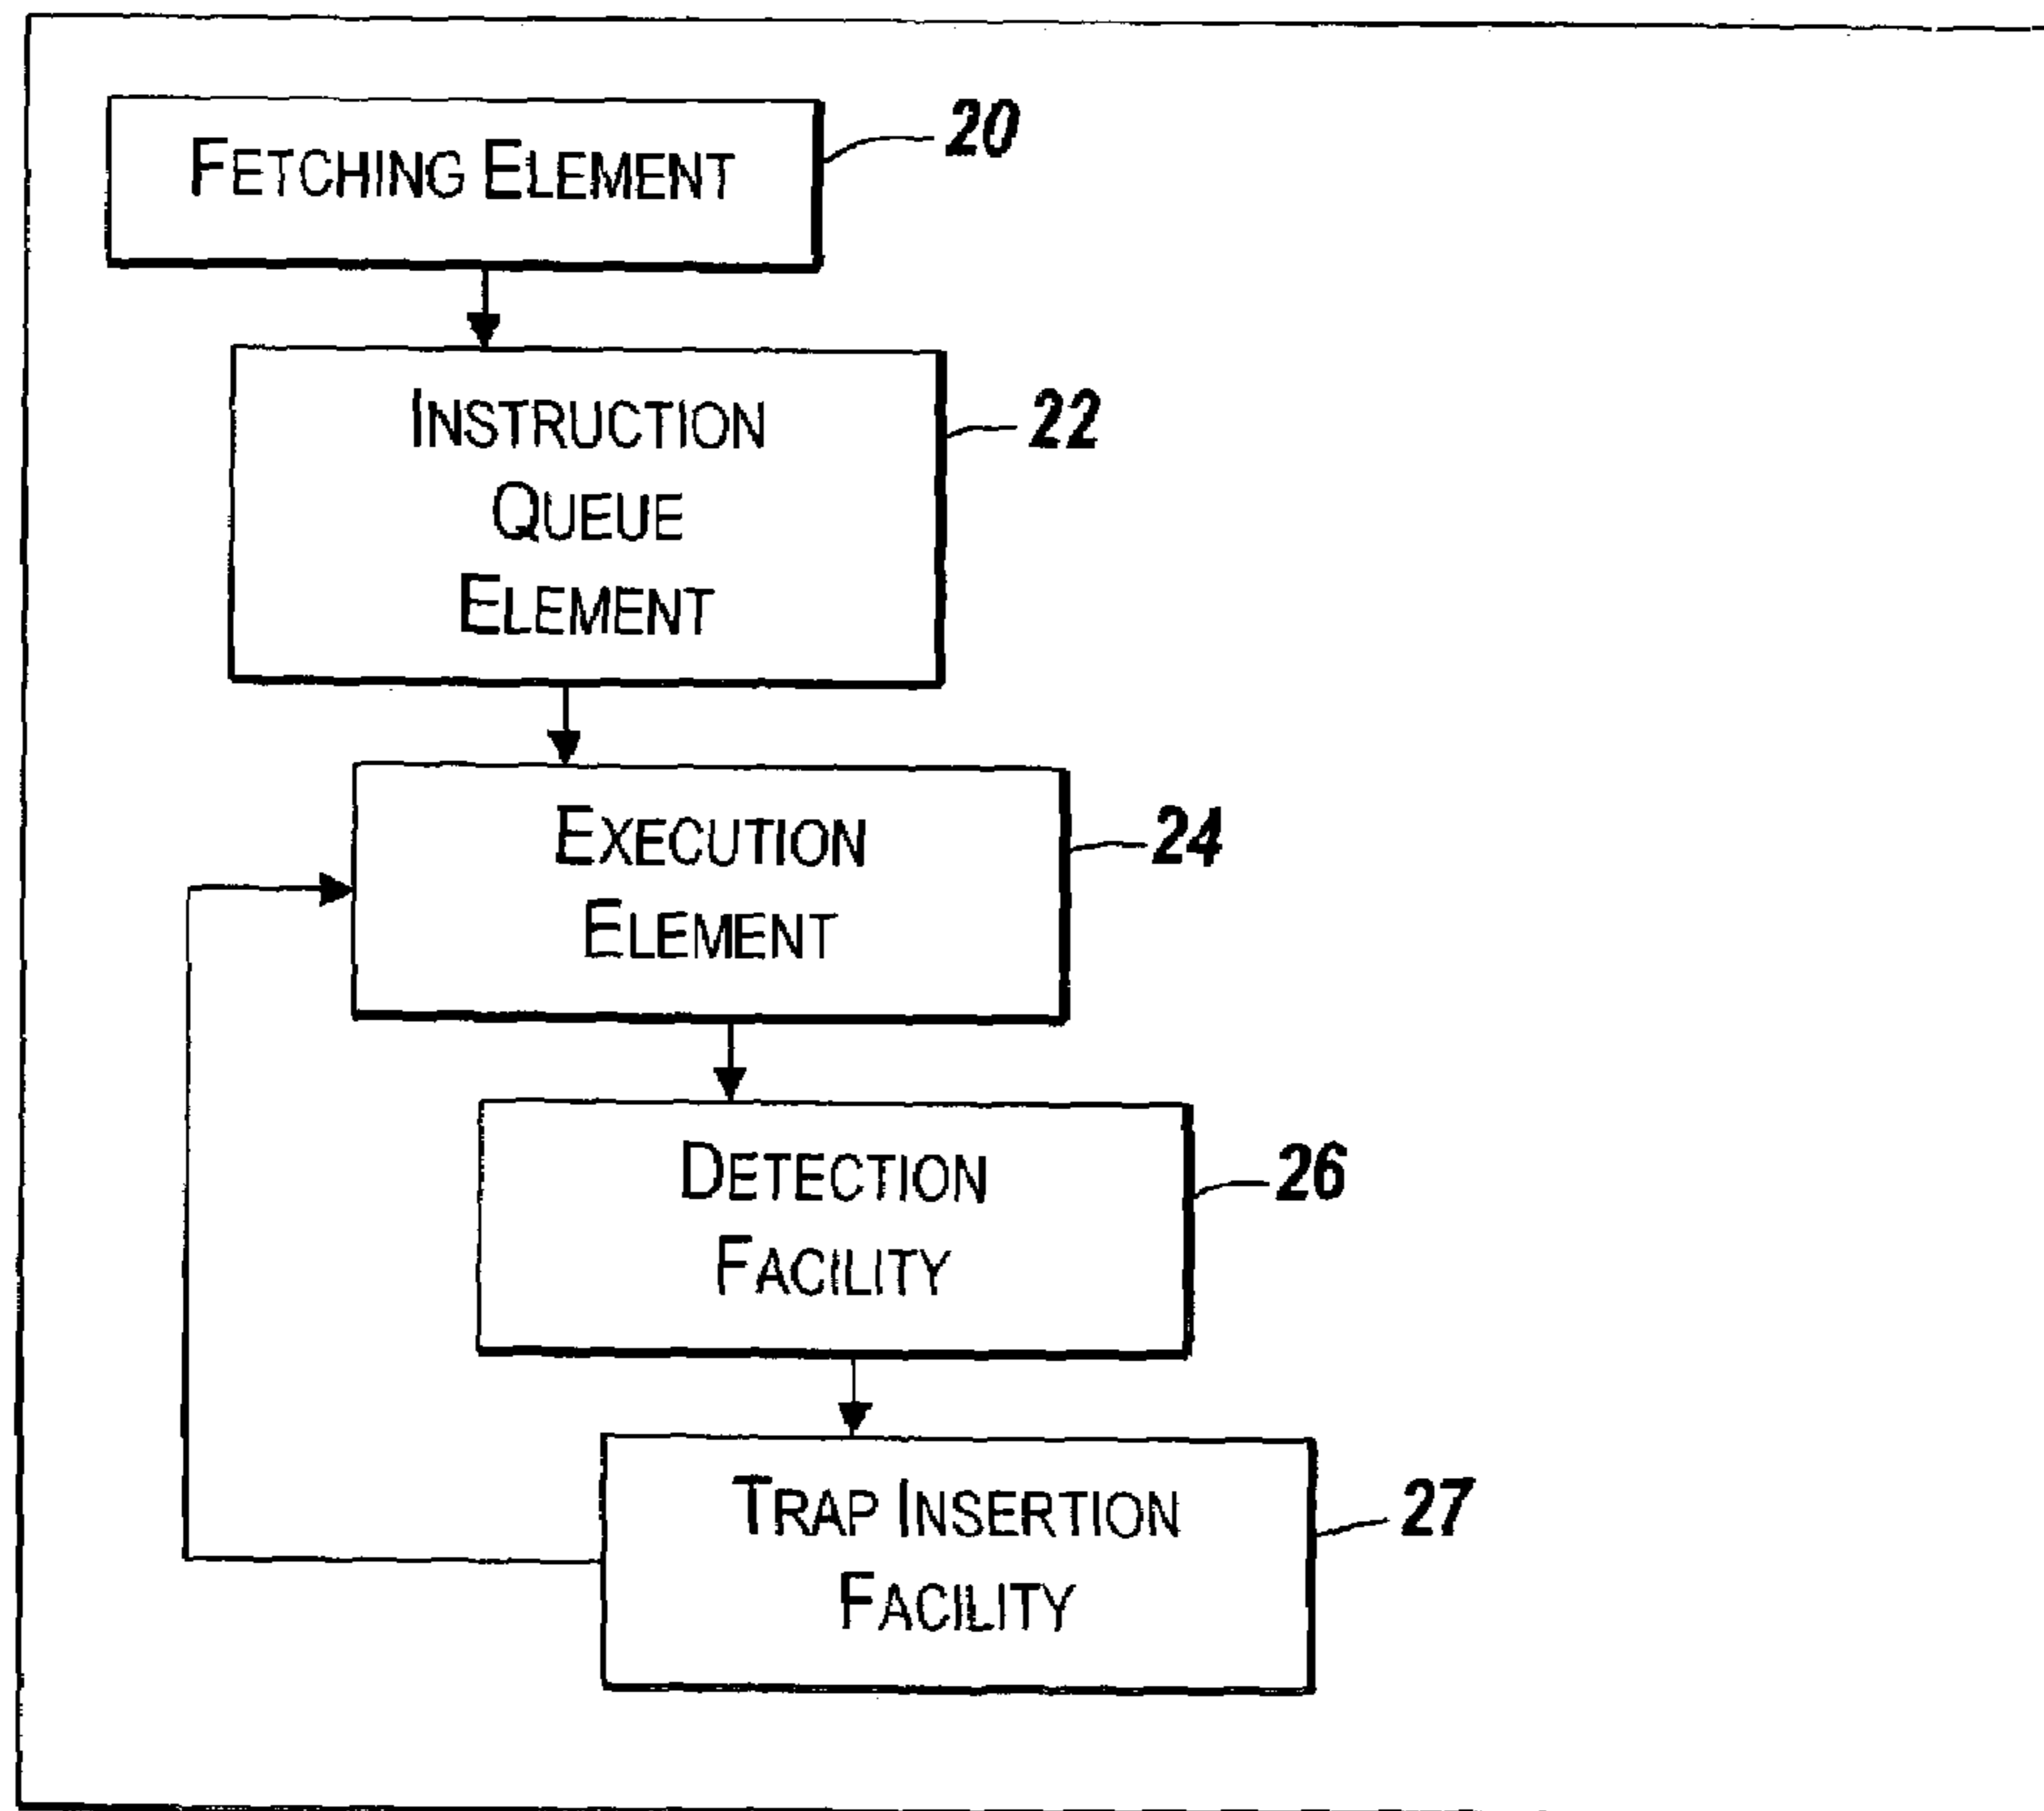 FETCHING ELEMENT
20
INSTRUCTION
QUEUE
ELEMENT
22
EXECUTION
ELEMENT
24
DETECTION
FACILITY
26
TRAP INSERTION
FACILITY
27